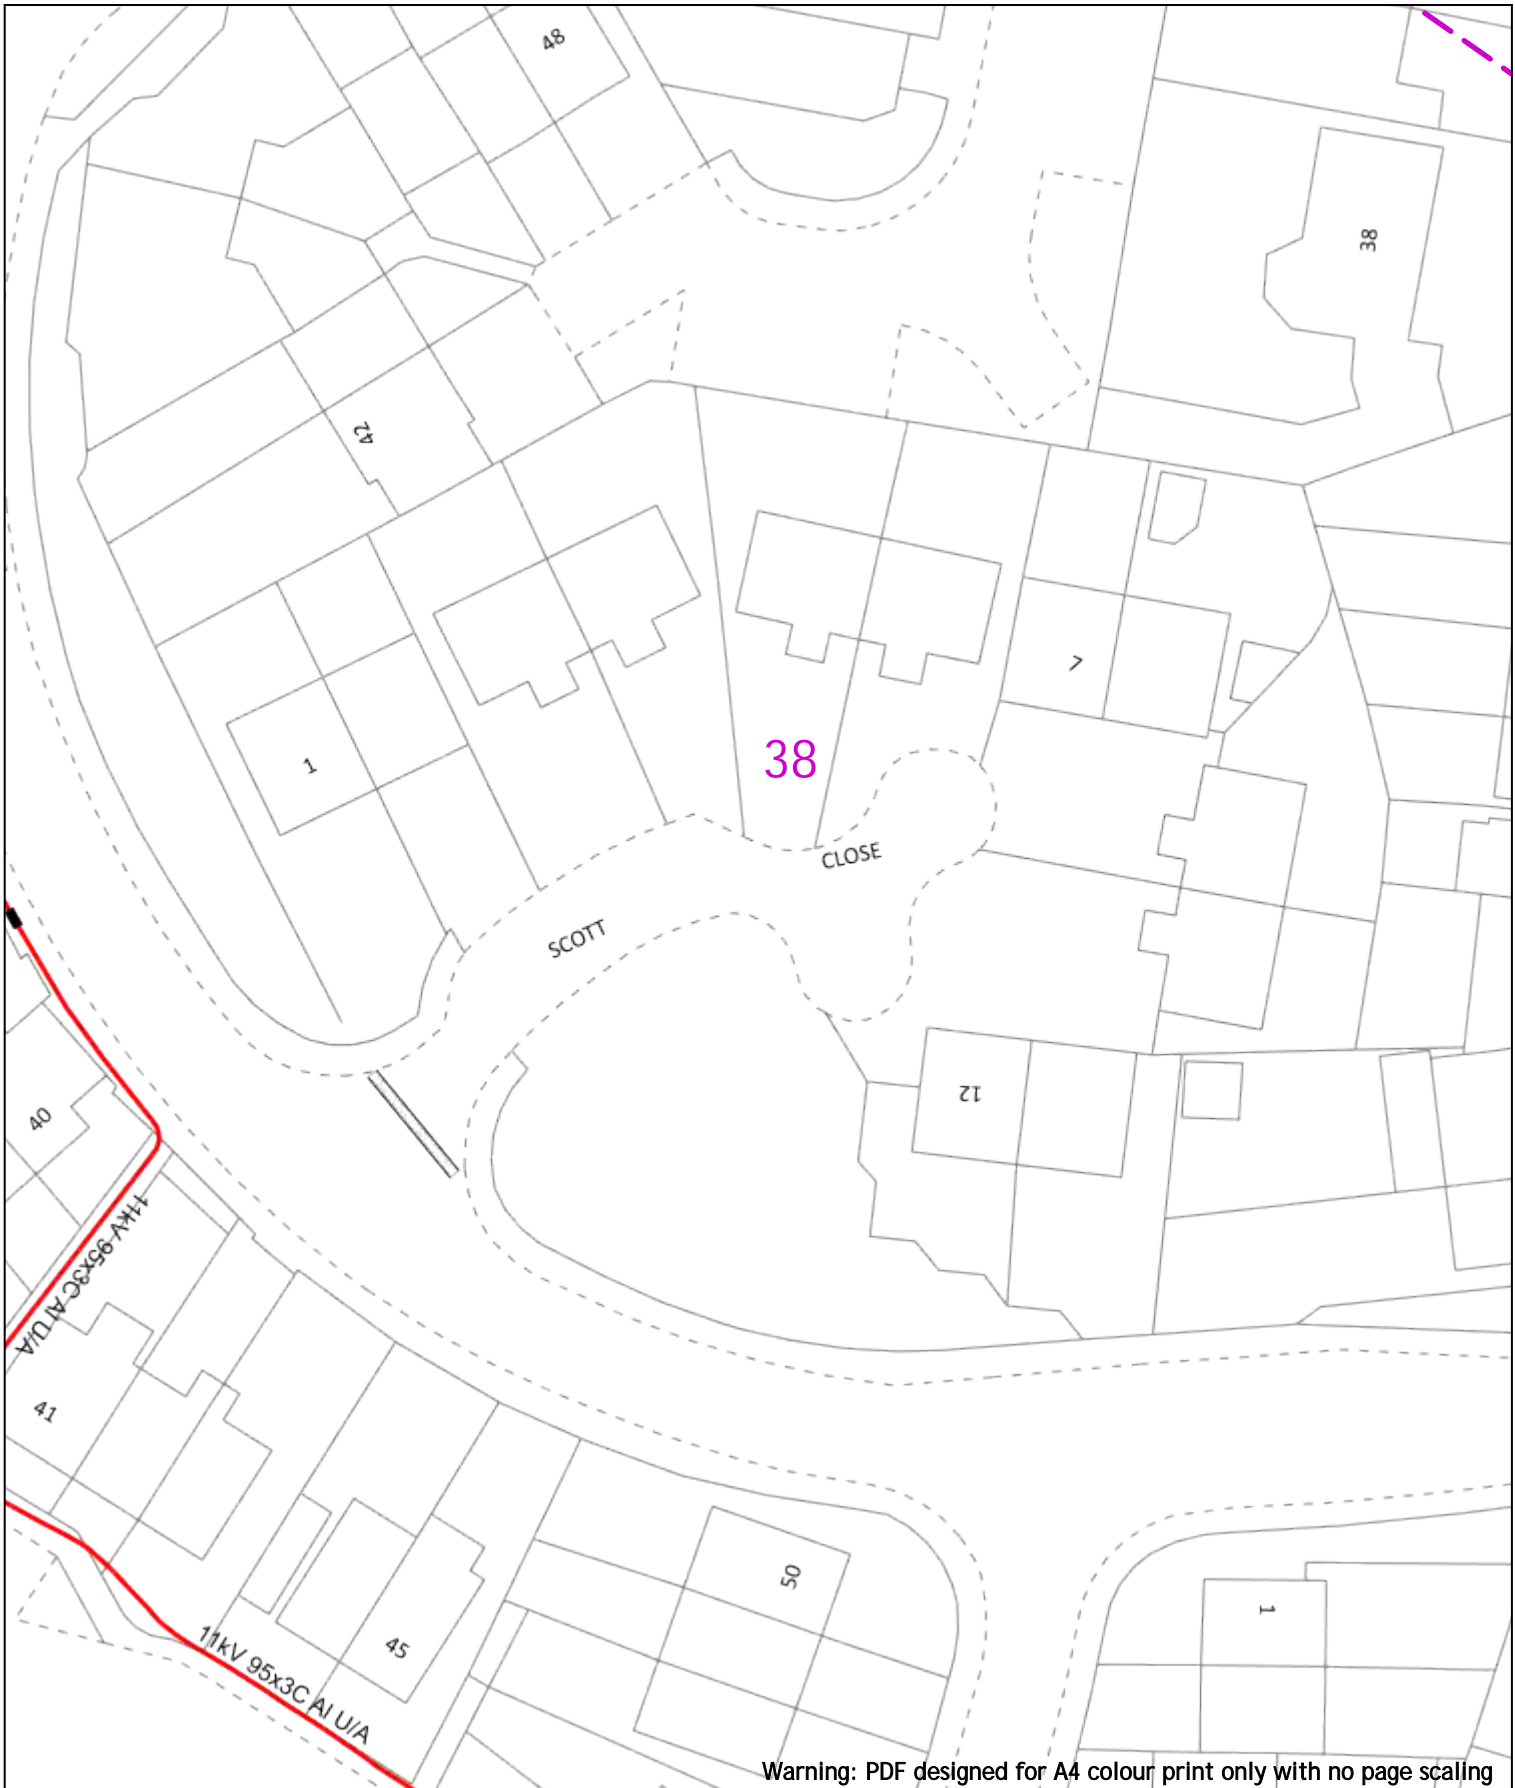 48
38
42
7
1
38
CLOSE
SCOTT
12
40
11kV 95x3C Al U/A
41
50
1
45
11kV 95x3C Al U/A
Warning: PDF designed for A4 colour print only with no page scaling